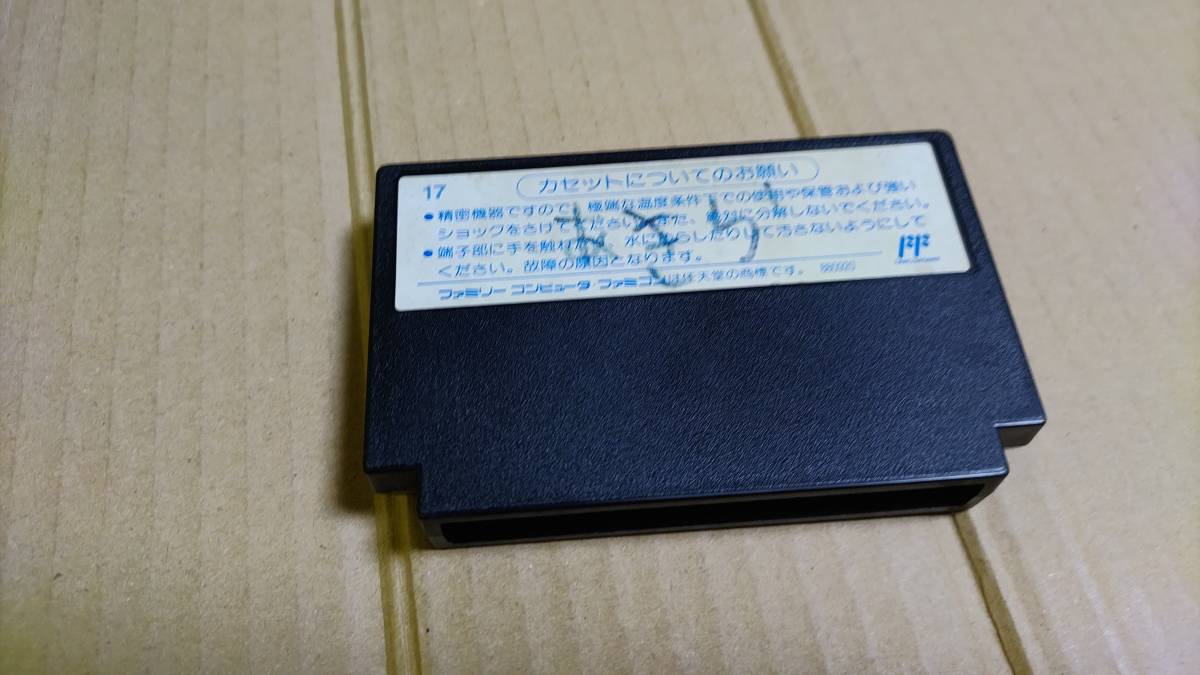 17
カセットについてのお願い
●精密機器ですので、極端な温度条件下での使用や保管および強い
ショックをさけてください。また、絶対に分解しないでください。
●端子部に手を触れたり、水にぬらしたりして汚さないようにして
ください。故障の原因となります。
ファミリーコンピュータ・ファミコンは任天堂の商標です。